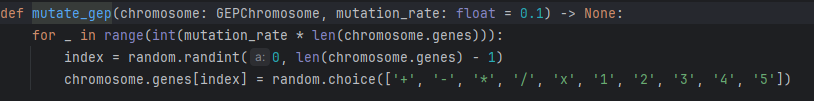 def mutate_gep(chromosome: GEPChromosome, mutation_rate: float = 0.1) -> None:
    for _ in range(int(mutation_rate * len(chromosome.genes))):
        index = random.randint( a: 0, len(chromosome.genes) - 1)
        chromosome.genes[index] = random.choice(['+', '-', '*', '/', 'x', '1', '2', '3', '4', '5'])